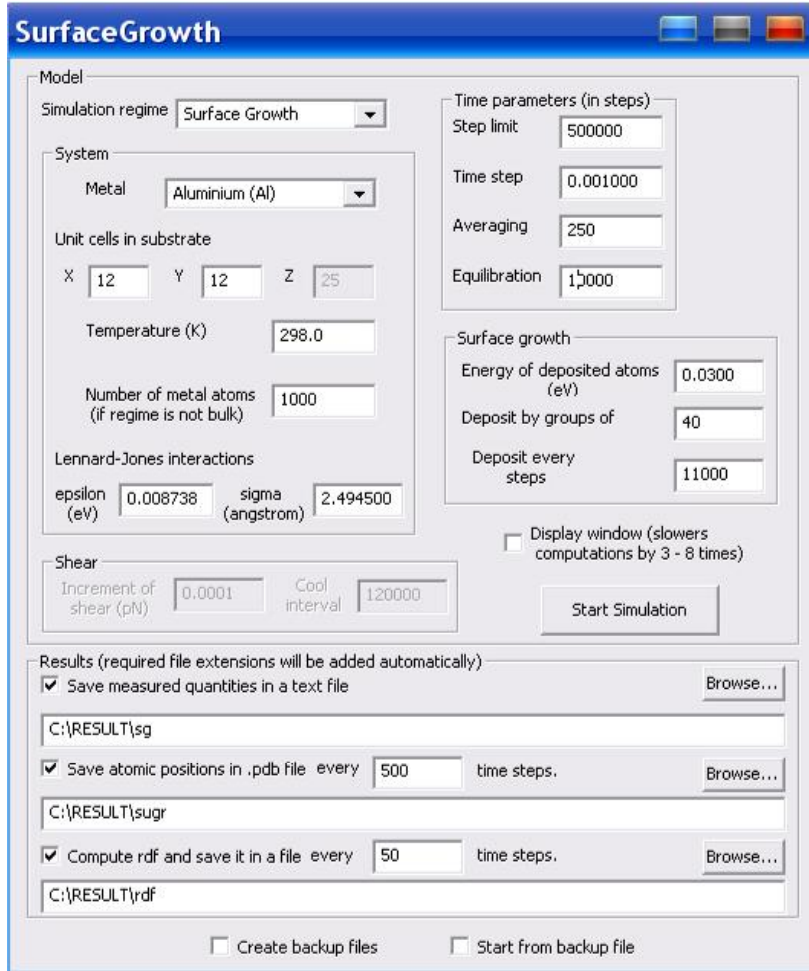 SurfaceGrowth
Model
Simulation regime Surface Growth
System
Metal Aluminium (Al)
Unit cells in substrate
X 12 Y 12 Z 25
Temperature (K) 298.0
Number of metal atoms
(if regime is not bulk)
1000
Lennard-Jones interactions
epsilon
(eV)
0.008738
sigma
(angstrom)
2.494500
Shear
Increment of
shear (pN)
0.0001
Cool
interval
120000
Time parameters (in steps)
Step limit 500000
Time step 0.001000
Averaging 250
Equilibration
Surface growth
Energy of deposited atoms
(eV)
0.0300
Deposit by groups of 40
Deposit every
steps
11000
Display window (slowers
computations by 3 - 8 times)
Start Simulation
Results (required file extensions will be added automatically)
Save measured quantities in a text file Browse...
C:\RESULT\sg
Save atomic positions in .pdb file every 500 time steps. Browse...
C:\RESULT\sugr
Compute rdf and save it in a file every 50 time steps. Browse...
C:\RESULT\rdf
Create backup files Start from backup file